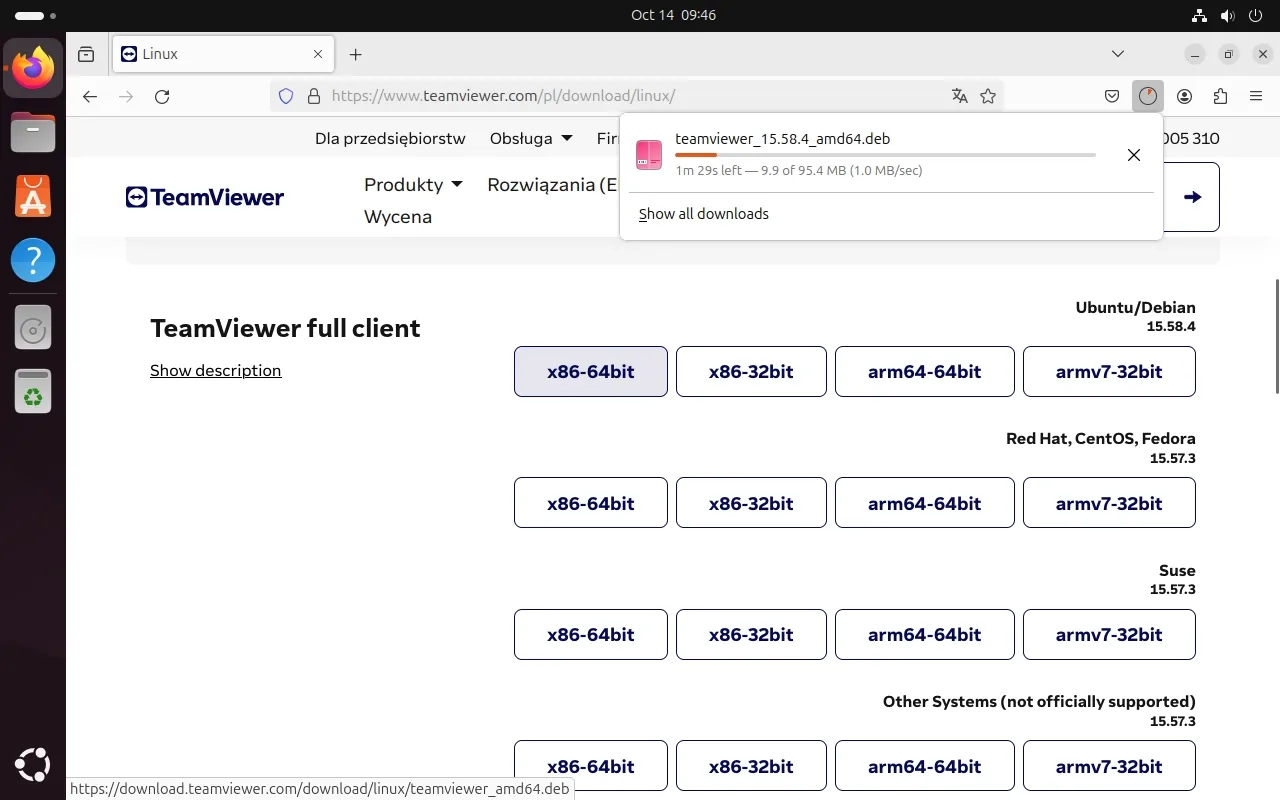 Oct 14 09:46
Linux
https://www.teamviewer.com/pl/download/linux/
teamviewer_15.58.4_amd64.deb
1m 29s left — 9.9 of 95.4 MB (1.0 MB/sec)
Show all downloads
Dla przedsiębiorstw Obsługa 005 310
TeamViewer
Produkty Rozwiązania
Wycena
TeamViewer full client
Show description
Ubuntu/Debian
15.58.4
x86-64bit x86-32bit arm64-64bit armv7-32bit
Red Hat, CentOS, Fedora
15.57.3
x86-64bit x86-32bit arm64-64bit armv7-32bit
Suse
15.57.3
x86-64bit x86-32bit arm64-64bit armv7-32bit
Other Systems (not officially supported)
15.57.3
x86-64bit x86-32bit arm64-64bit armv7-32bit
https://download.teamviewer.com/download/linux/teamviewer_amd64.deb